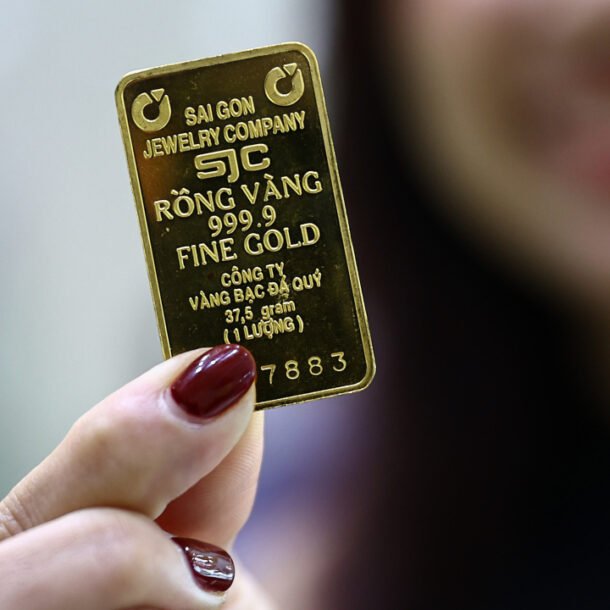 SAI GON
JEWELRY COMPANY
SJC
RỒNG VÀNG
999.9
FINE GOLD
CÔNG TY
VÀNG BẠC ĐÁ QUÝ
37,5 gram
( 1 LƯỢNG )
7883